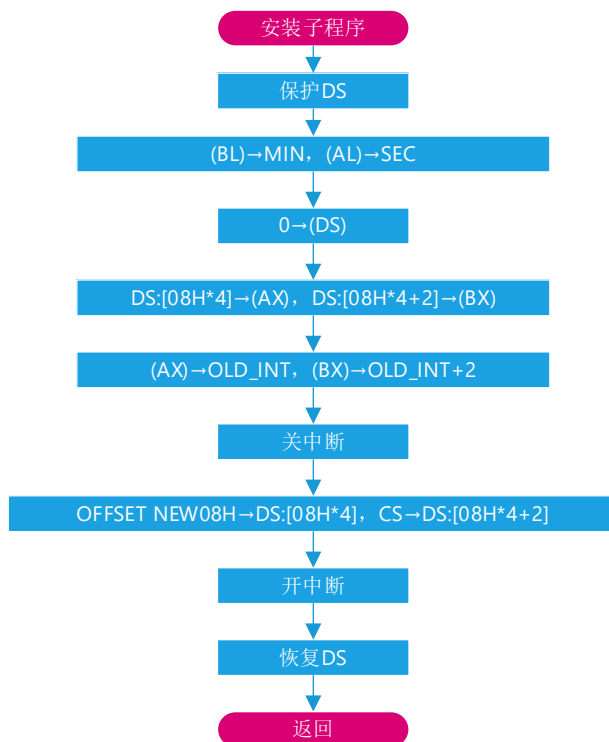 安装子程序
保护DS
(BL)→MIN，(AL)→SEC
0→(DS)
DS:[08H*4]→(AX)，DS:[08H*4+2]→(BX)
(AX)→OLD_INT，(BX)→OLD_INT+2
关中断
OFFSET NEW08H→DS:[08H*4]，CS→DS:[08H*4+2]
开中断
恢复DS
返回